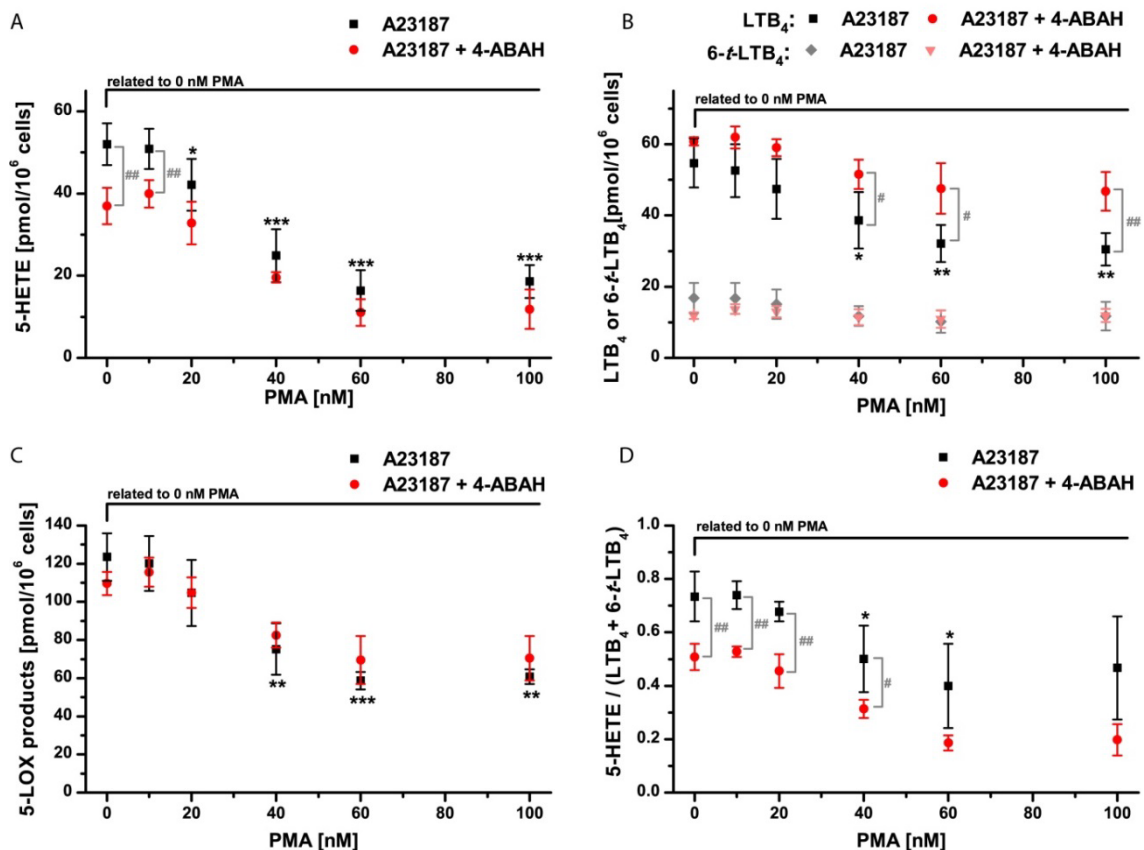 A
A23187
A23187 + 4-ABAH
related to 0 nM PMA
5-HETE [pmol/10⁶ cells]
60
40
20
0
##
##
*
***
***
***
0 20 40 60 80 100
PMA [nM]
B
LTB₄: A23187 A23187 + 4-ABAH
6-t-LTB₄: A23187 A23187 + 4-ABAH
related to 0 nM PMA
LTB₄ or 6-t-LTB₄[pmol/10⁶ cells]
60
40
20
0
#
#
##
*
**
**
0 20 40 60 80 100
PMA [nM]
C
A23187
A23187 + 4-ABAH
related to 0 nM PMA
5-LOX products [pmol/10⁶ cells]
140
120
100
80
60
40
20
0
**
***
**
0 20 40 60 80 100
PMA [nM]
D
A23187
A23187 + 4-ABAH
related to 0 nM PMA
5-HETE / (LTB₄ + 6-t-LTB₄)
1.0
0.8
0.6
0.4
0.2
0.0
##
##
##
#
*
*
0 20 40 60 80 100
PMA [nM]